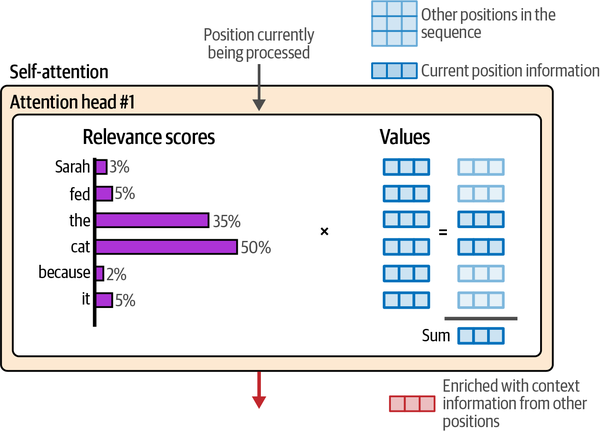 Position currently
being processed
Other positions in the
sequence
Current position information
Self-attention
Attention head #1
Relevance scores
Values
Sarah 3%
fed 5%
the 35%
cat 50%
because 2%
it 5%
×
=
Sum
Enriched with context
information from other
positions